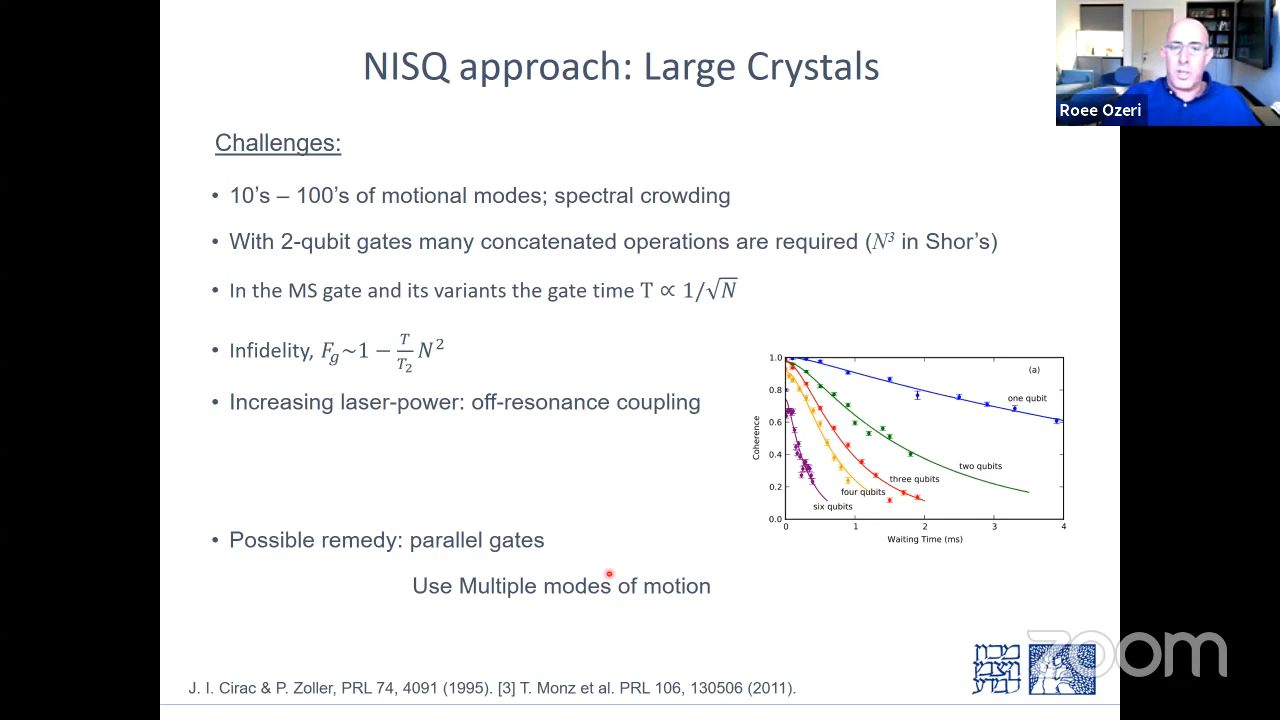 NISQ approach: Large Crystals
Roee Ozeri
Challenges:
• 10's – 100's of motional modes; spectral crowding
• With 2-qubit gates many concatenated operations are required (N³ in Shor's)
• In the MS gate and its variants the gate time T ∝ 1/√N
• Infidelity, F_g~1 − T/T₂ N²
• Increasing laser-power: off-resonance coupling
(a)
one qubit
two qubits
three qubits
four qubits
six qubits
Coherence
1.0
0.8
0.6
0.4
0.2
0.0
0 1 2 3 4
Waiting Time (ms)
• Possible remedy: parallel gates
Use Multiple modes of motion
מכון
ויצמן
למדע
zoom
J. I. Cirac & P. Zoller, PRL 74, 4091 (1995). [3] T. Monz et al. PRL 106, 130506 (2011).